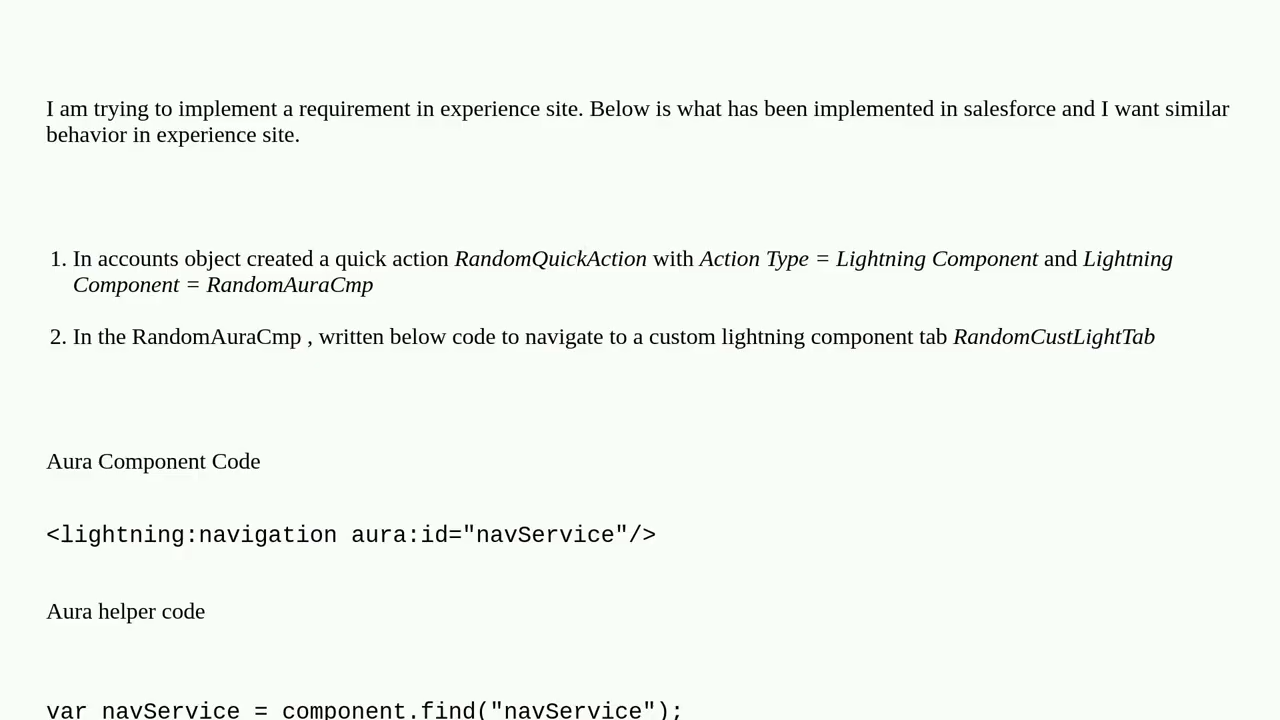 I am trying to implement a requirement in experience site. Below is what has been implemented in salesforce and I want similar
behavior in experience site.
1. In accounts object created a quick action RandomQuickAction with Action Type = Lightning Component and Lightning
Component = RandomAuraCmp
2. In the RandomAuraCmp , written below code to navigate to a custom lightning component tab RandomCustLightTab
Aura Component Code
<lightning:navigation aura:id="navService"/>
Aura helper code
var navService = component.find("navService");